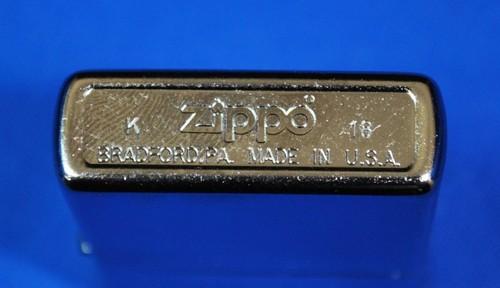 K Zippo® 18
BRADFORD,PA. MADE IN U.S.A.